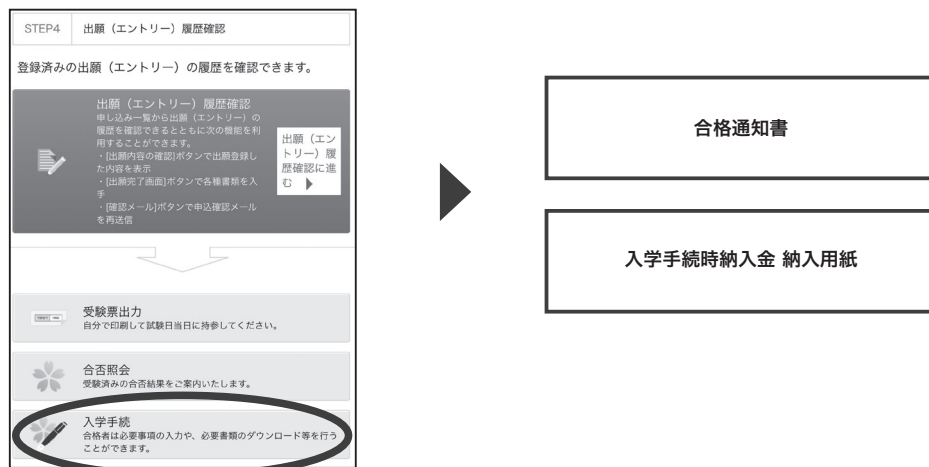 STEP4 出願（エントリー）履歴確認
登録済みの出願（エントリー）の履歴を確認できます。
出願（エントリー）履歴確認
申し込み一覧から出願（エントリー）の
履歴を確認できるとともに次の機能を利
用することができます。
・[出願内容の確認]ボタンで出願登録し
た内容を表示
・[出願完了画面]ボタンで各種書類を入
手
・[確認メール]ボタンで申込確認メール
を再送信
出願（エン
トリー）履
歴確認に進
む ▶
受験票出力
自分で印刷して試験日当日に持参してください。
合否照会
受験済みの合否結果をご案内いたします。
入学手続
合格者は必要事項の入力や、必要書類のダウンロード等を行う
ことができます。
合格通知書
入学手続時納入金 納入用紙